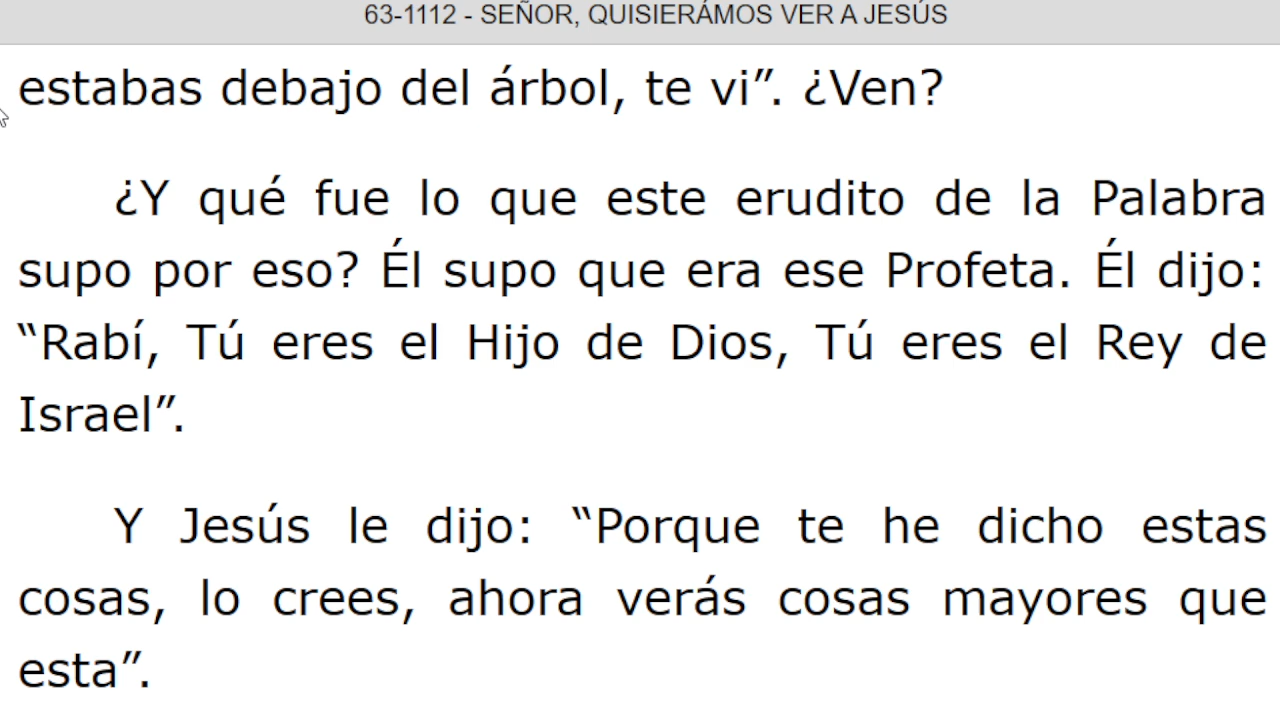 63-1112 - SEÑOR, QUISIERÁMOS VER A JESÚS
estabas debajo del árbol, te vi”. ¿Ven?
¿Y qué fue lo que este erudito de la Palabra
supo por eso? Él supo que era ese Profeta. Él dijo:
“Rabí, Tú eres el Hijo de Dios, Tú eres el Rey de
Israel”.
Y Jesús le dijo: “Porque te he dicho estas
cosas, lo crees, ahora verás cosas mayores que
esta”.